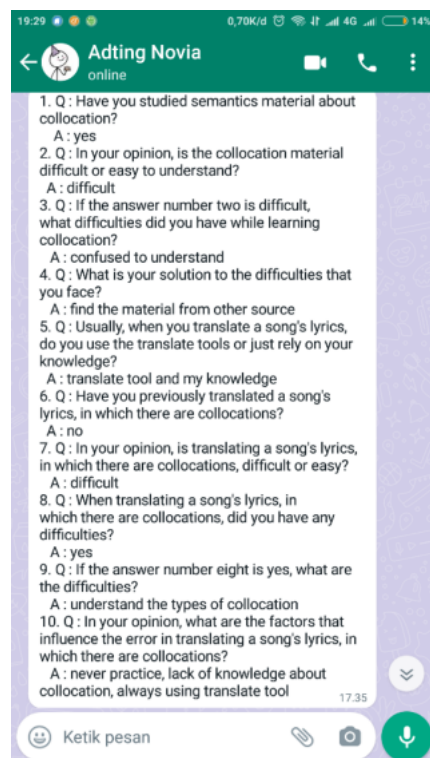 19:29 0,70K/d 4G 14%
Adting Novia
online
1. Q : Have you studied semantics material about
collocation?
A : yes
2. Q : In your opinion, is the collocation material
difficult or easy to understand?
A : difficult
3. Q : If the answer number two is difficult,
what difficulties did you have while learning
collocation?
A : confused to understand
4. Q : What is your solution to the difficulties that
you face?
A : find the material from other source
5. Q : Usually, when you translate a song's lyrics,
do you use the translate tools or just rely on your
knowledge?
A : translate tool and my knowledge
6. Q : Have you previously translated a song's
lyrics, in which there are collocations?
A : no
7. Q : In your opinion, is translating a song's lyrics,
in which there are collocations, difficult or easy?
A : difficult
8. Q : When translating a song's lyrics, in
which there are collocations, did you have any
difficulties?
A : yes
9. Q : If the answer number eight is yes, what are
the difficulties?
A : understand the types of collocation
10. Q : In your opinion, what are the factors that
influence the error in translating a song's lyrics, in
which there are collocations?
A : never practice, lack of knowledge about
collocation, always using translate tool
17.35
Ketik pesan